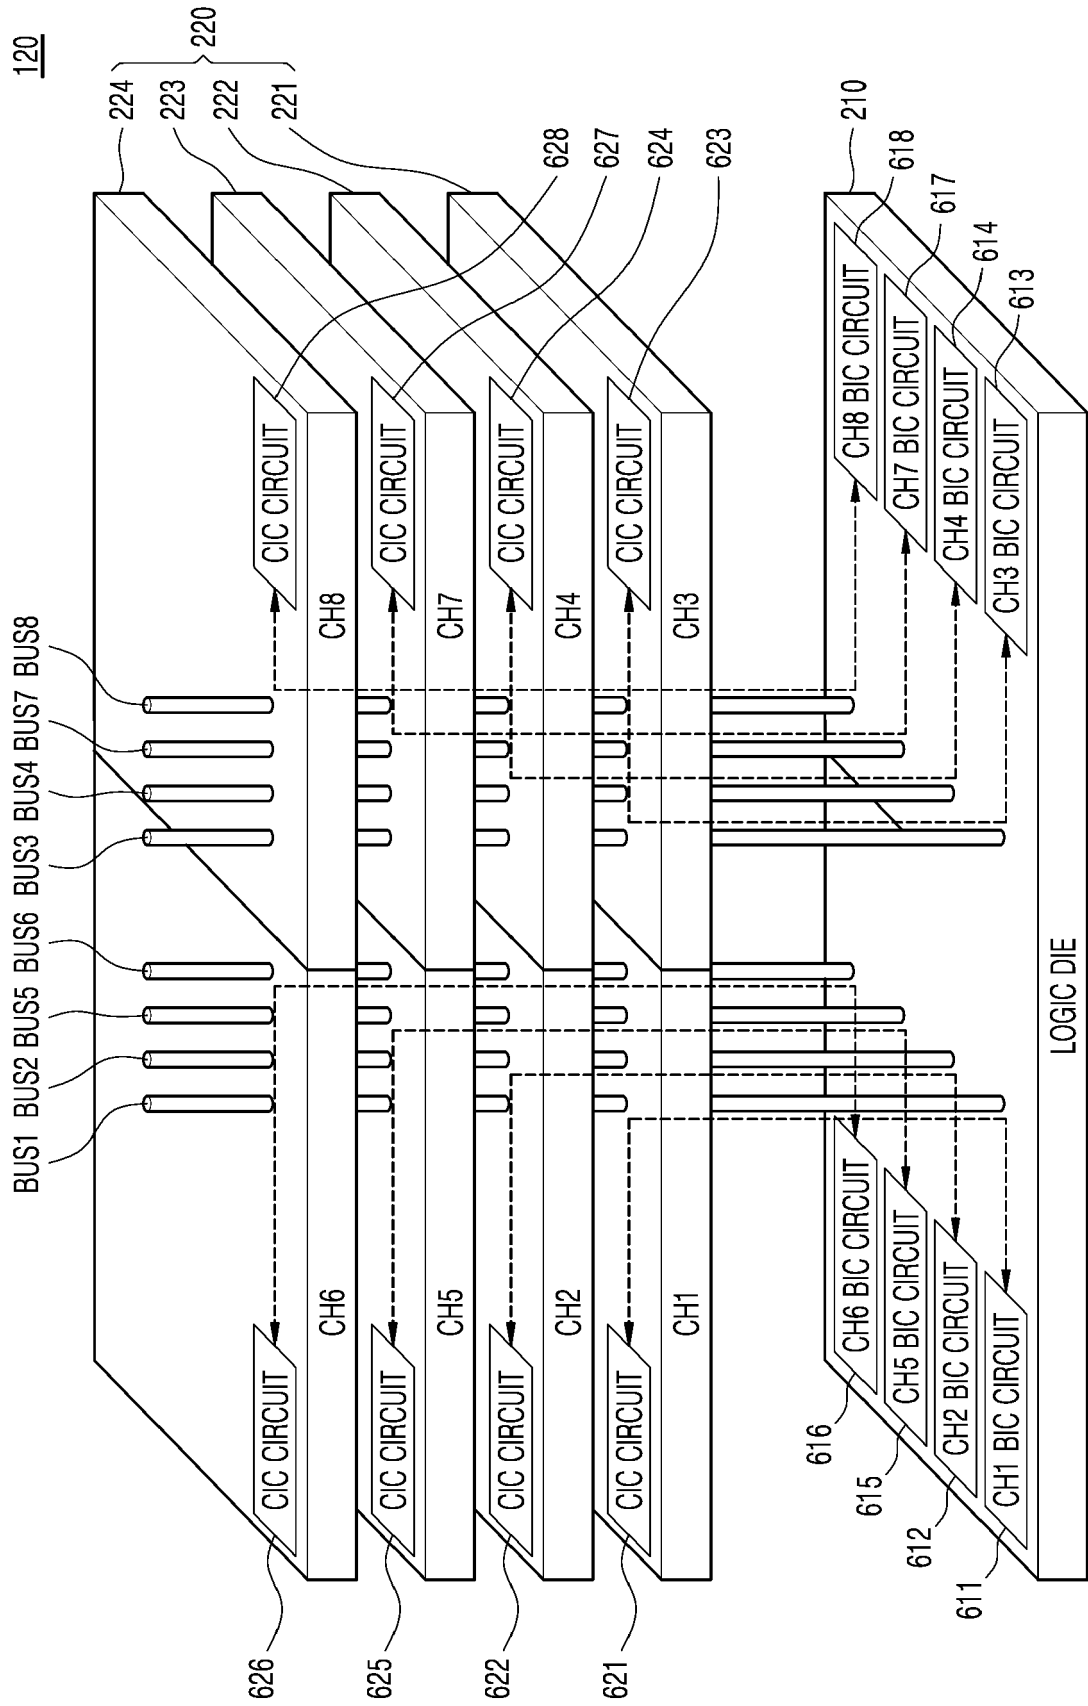 120
BUS1 BUS2 BUS5 BUS6 BUS3 BUS4 BUS7 BUS8
224
223
222
221
220
626
CIC CIRCUIT
CIC CIRCUIT
628
CH6
CH8
625
CIC CIRCUIT
CIC CIRCUIT
627
CH5
CH7
622
CIC CIRCUIT
CIC CIRCUIT
624
CH2
CH4
621
CIC CIRCUIT
CIC CIRCUIT
623
CH1
CH3
210
616
CH6 BIC CIRCUIT
CH8 BIC CIRCUIT
618
615
CH5 BIC CIRCUIT
CH7 BIC CIRCUIT
617
612
CH2 BIC CIRCUIT
CH4 BIC CIRCUIT
614
611
CH1 BIC CIRCUIT
CH3 BIC CIRCUIT
613
LOGIC DIE